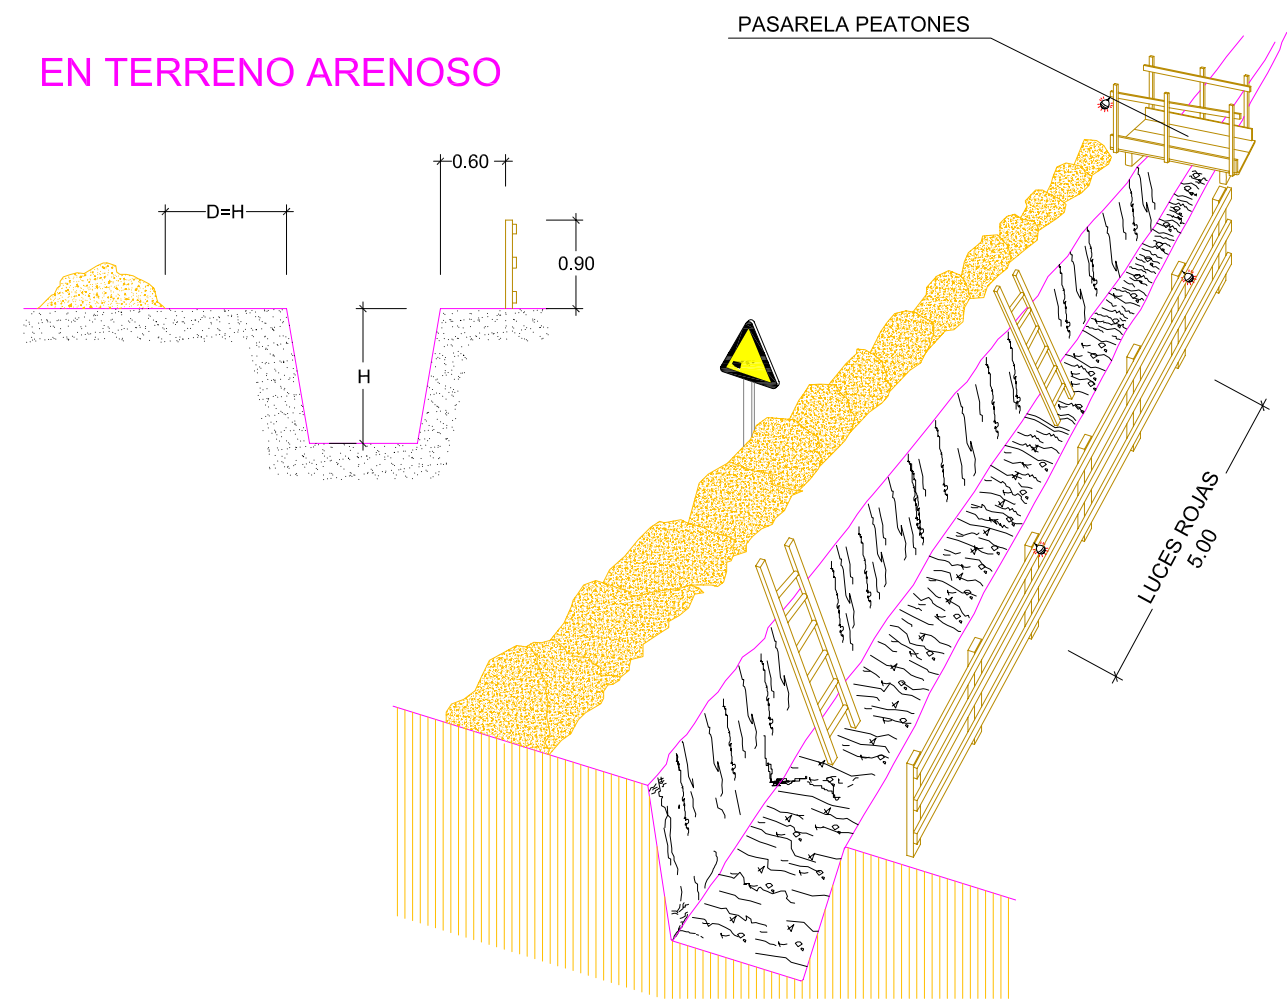 PASARELA PEATONES
EN TERRENO ARENOSO
0.60
D=H
0.90
H
LUCES ROJAS
5.00